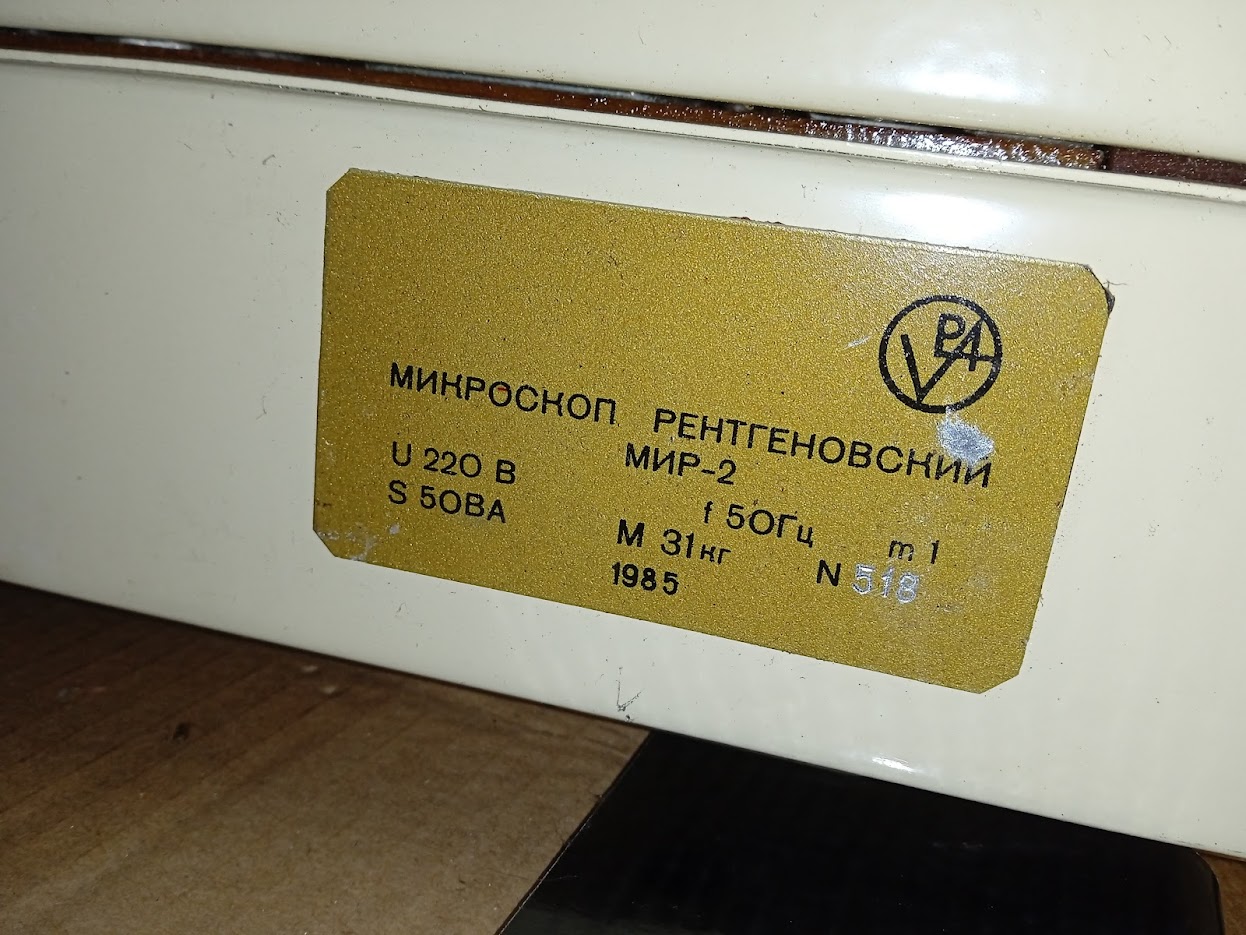 МИКРОСКОП РЕНТГЕНОВСКИЙ
МИР-2
U 220 В f 50Гц m 1
S 50ВА М 31кг N 518
1985